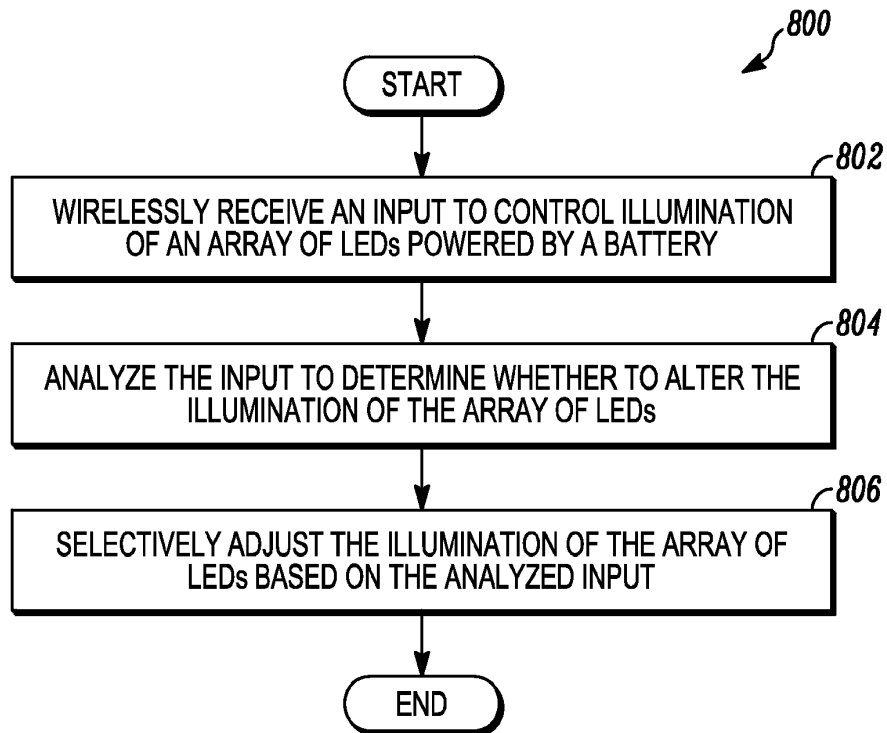 800
START
802
WIRELESSLY RECEIVE AN INPUT TO CONTROL ILLUMINATION
OF AN ARRAY OF LEDs POWERED BY A BATTERY
804
ANALYZE THE INPUT TO DETERMINE WHETHER TO ALTER THE
ILLUMINATION OF THE ARRAY OF LEDs
806
SELECTIVELY ADJUST THE ILLUMINATION OF THE ARRAY OF
LEDs BASED ON THE ANALYZED INPUT
END